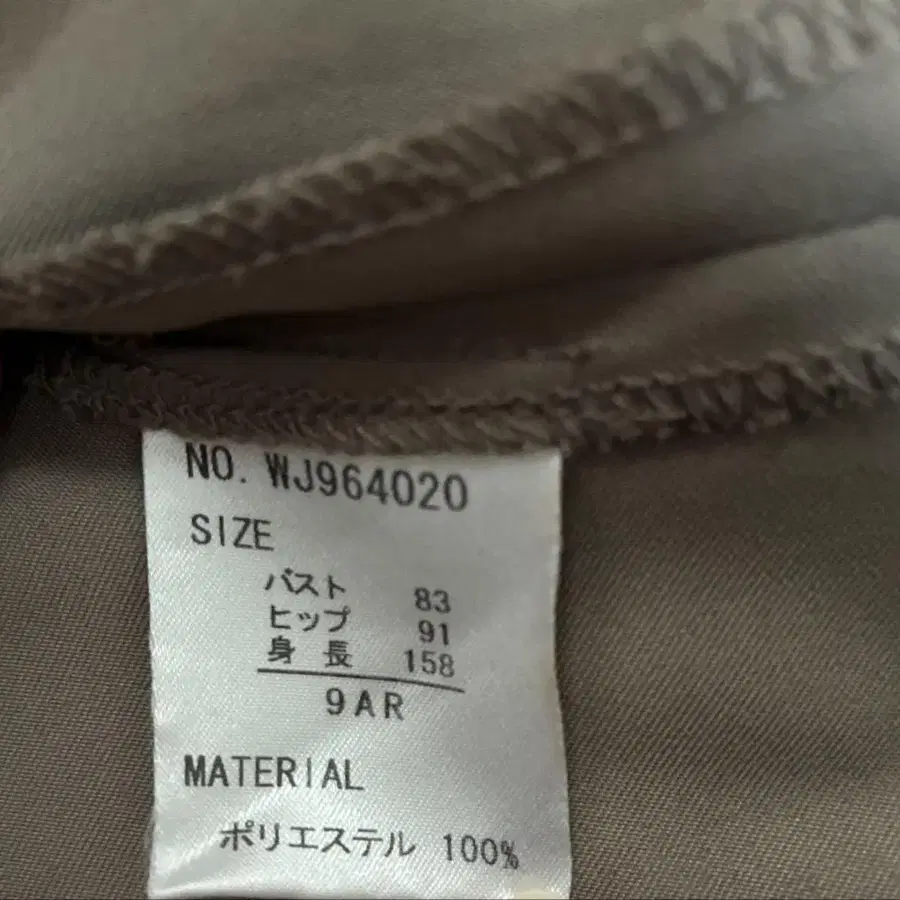 NO. WJ964020
SIZE
バスト 83
ヒップ 91
身長 158
9AR
MATERIAL
ポリエステル 100%